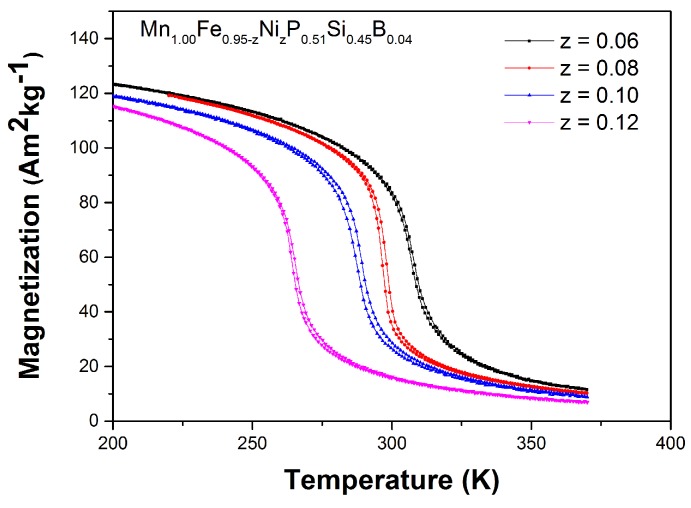 Mn1.00Fe0.95-zNizP0.51Si0.45B0.04
z = 0.06
z = 0.08
z = 0.10
z = 0.12
Magnetization (Am2kg-1)
140
120
100
80
60
40
20
0
200 250 300 350 400
Temperature (K)